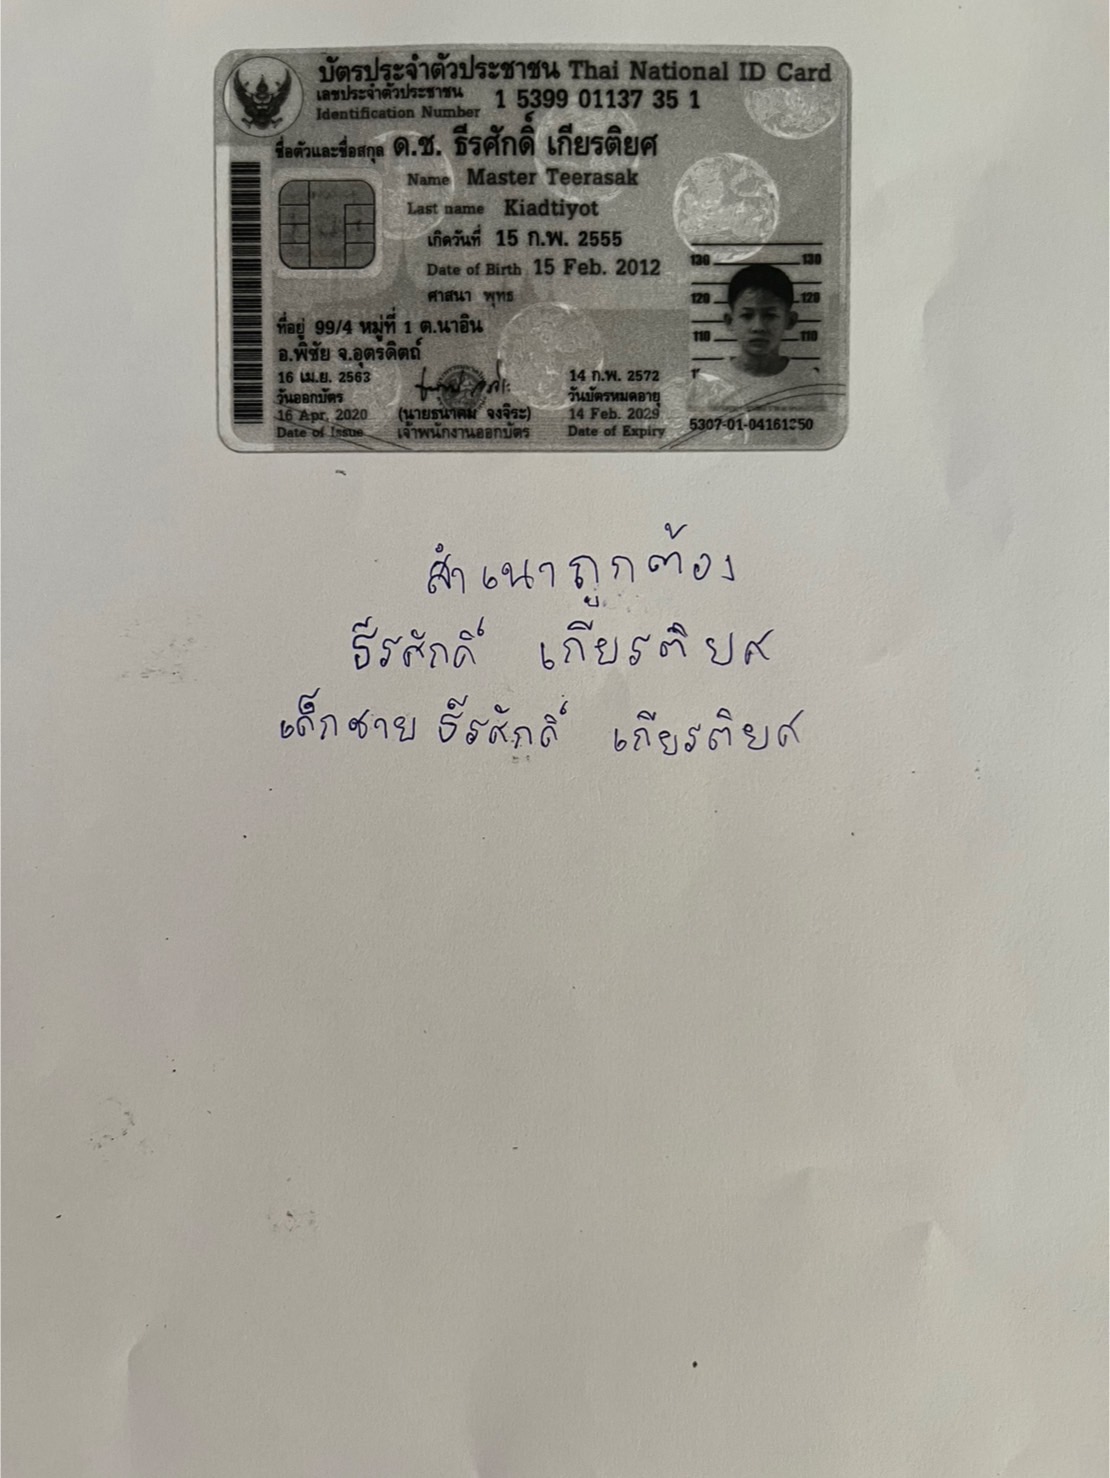 บัตรประจำตัวประชาชน Thai National ID Card
เลขประจำตัวประชาชน
Identification Number
1 5399 01137 35 1
ชื่อตัวและชื่อสกุล ด.ช. ธีรศักดิ์ เกียรติยศ
Name Master Teerasak
Last name Kiadtiyot
เกิดวันที่ 15 ก.พ. 2555
Date of Birth 15 Feb. 2012
ศาสนา พุทธ
ที่อยู่ 99/4 หมู่ที่ 1 ต.นาอิน
อ.พิชัย จ.อุตรดิตถ์
16 เม.ย. 2563
วันออกบัตร
16 Apr. 2020
Date of Issue
(นายธนาคม จงจิระ)
เจ้าพนักงานออกบัตร
14 ก.พ. 2572
วันบัตรหมดอายุ
14 Feb. 2029
Date of Expiry
130 130
120 120
110 110
สำเนาถูกต้อง
ธีรศักดิ์ เกียรติยศ
เด็กชาย ธีรศักดิ์ เกียรติยศ